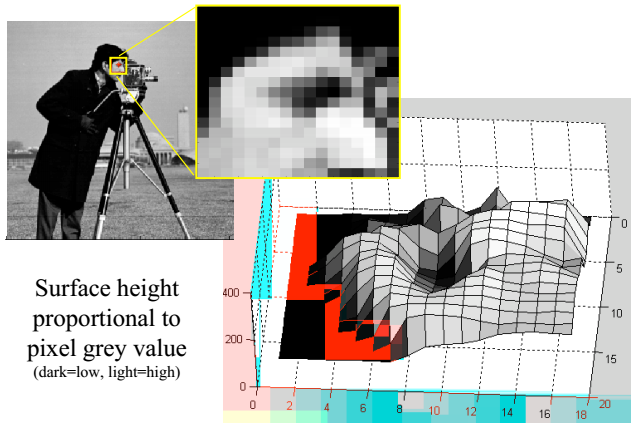 Surface height
proportional to
pixel grey value
(dark=low, light=high)
400
200
0
0 2 4 6 8 10 12 14 16 18 20
0
5
10
15